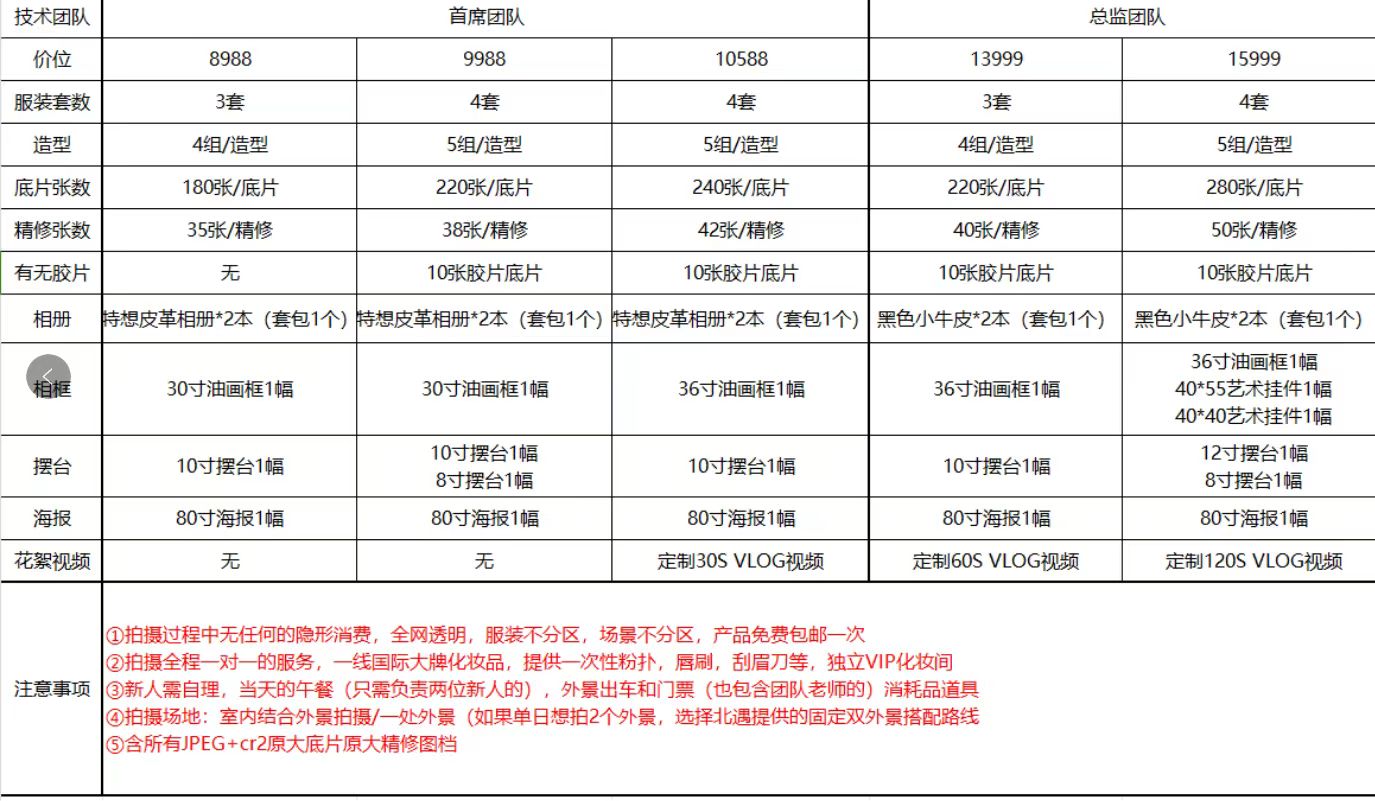 技术团队 首席团队 总监团队
价位 8988 9988 10588 13999 15999
服装套数 3套 4套 4套 3套 4套
造型 4组/造型 5组/造型 5组/造型 4组/造型 5组/造型
底片张数 180张/底片 220张/底片 240张/底片 220张/底片 280张/底片
精修张数 35张/精修 38张/精修 42张/精修 40张/精修 50张/精修
有无胶片 无 10张胶片底片 10张胶片底片 10张胶片底片 10张胶片底片
相册 特想皮革相册*2本（套包1个） 特想皮革相册*2本（套包1个） 特想皮革相册*2本（套包1个） 黑色小牛皮*2本（套包1个） 黑色小牛皮*2本（套包1个）
相框 30寸油画框1幅 30寸油画框1幅 36寸油画框1幅 36寸油画框1幅 36寸油画框1幅
40*55艺术挂件1幅
40*40艺术挂件1幅
摆台 10寸摆台1幅 10寸摆台1幅 10寸摆台1幅 10寸摆台1幅 12寸摆台1幅
8寸摆台1幅 8寸摆台1幅
海报 80寸海报1幅 80寸海报1幅 80寸海报1幅 80寸海报1幅 80寸海报1幅
花絮视频 无 无 定制30S VLOG视频 定制60S VLOG视频 定制120S VLOG视频
注意事项
①拍摄过程中无任何的隐形消费，全网透明，服装不分区，场景不分区，产品免费包邮一次
②拍摄全程一对一的服务，一线国际大牌化妆品，提供一次性粉扑，唇刷，刮眉刀等，独立VIP化妆间
③新人需自理，当天的午餐（只需负责两位新人的），外景出车和门票（也包含团队老师的）消耗品道具
④拍摄场地：室内结合外景拍摄/一处外景（如果单日想拍2个外景，选择北遇提供的固定双外景搭配路线
⑤含所有JPEG+cr2原大底片原大精修图档